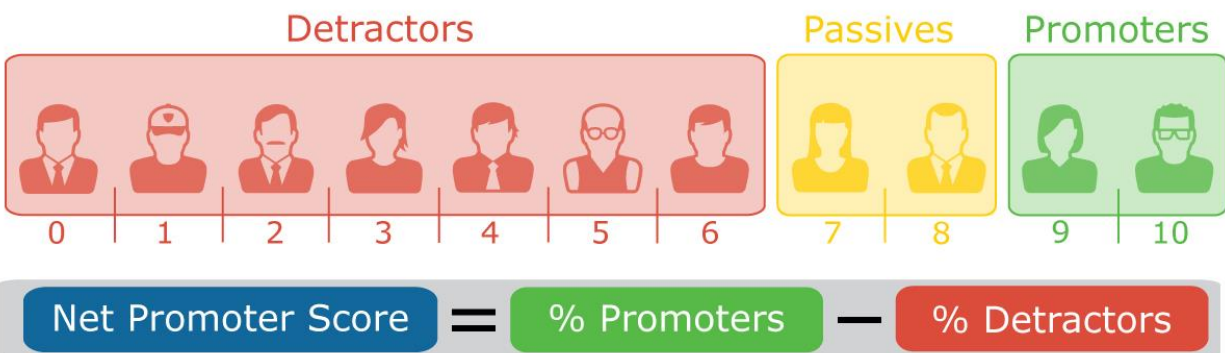 Detractors Passives Promoters
0 1 2 3 4 5 6 7 8 9 10
Net Promoter Score = % Promoters — % Detractors